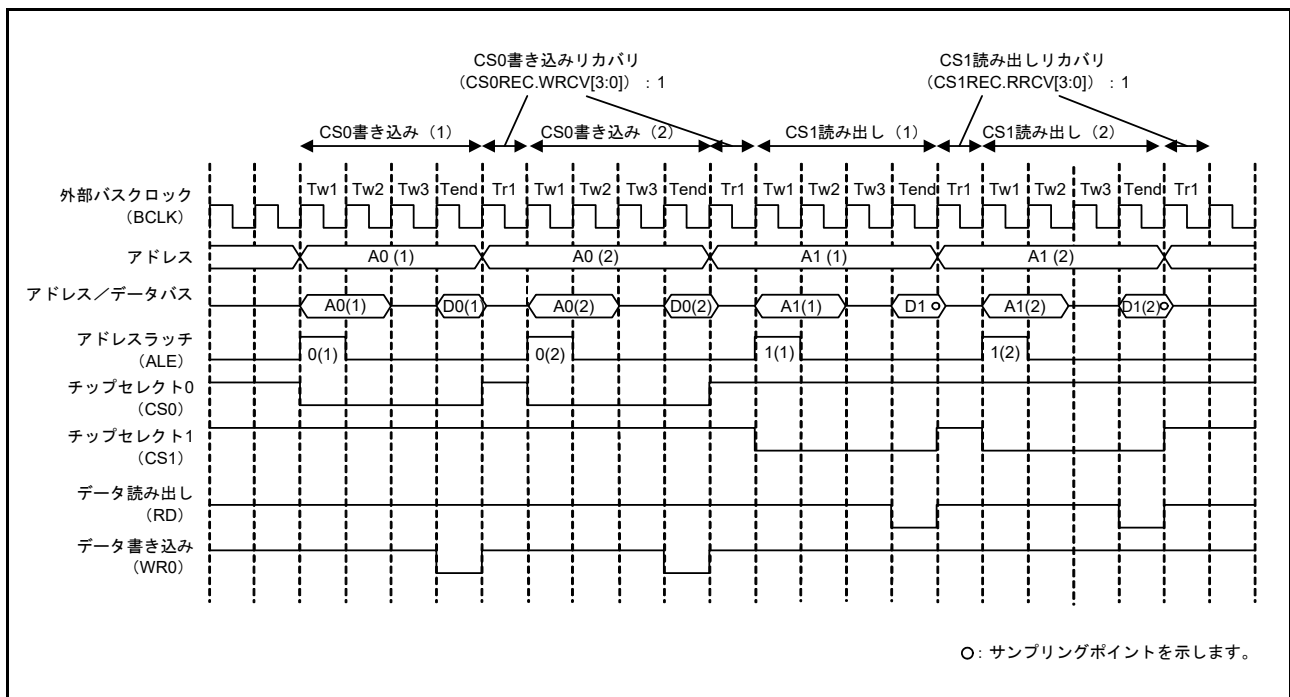 CS0書き込みリカバリ
（CS0REC.WRCV[3:0]）：1
CS1読み出しリカバリ
（CS1REC.RRCV[3:0]）：1
CS0書き込み（1）
CS0書き込み（2）
CS1読み出し（1）
CS1読み出し（2）
Tw1 Tw2 Tw3 Tend Tr1 Tw1 Tw2 Tw3 Tend Tr1 Tw1 Tw2 Tw3 Tend Tr1 Tw1 Tw2 Tw3 Tend Tr1
外部バスクロック
（BCLK）
アドレス A0 (1) A0 (2) A1 (1) A1 (2)
アドレス／データバス A0(1) D0(1) A0(2) D0(2) A1(1) D1 A1(2) D1(2)
アドレスラッチ
（ALE） 0(1) 0(2) 1(1) 1(2)
チップセレクト0
（CS0）
チップセレクト1
（CS1）
データ読み出し
（RD）
データ書き込み
（WR0）
：サンプリングポイントを示します。